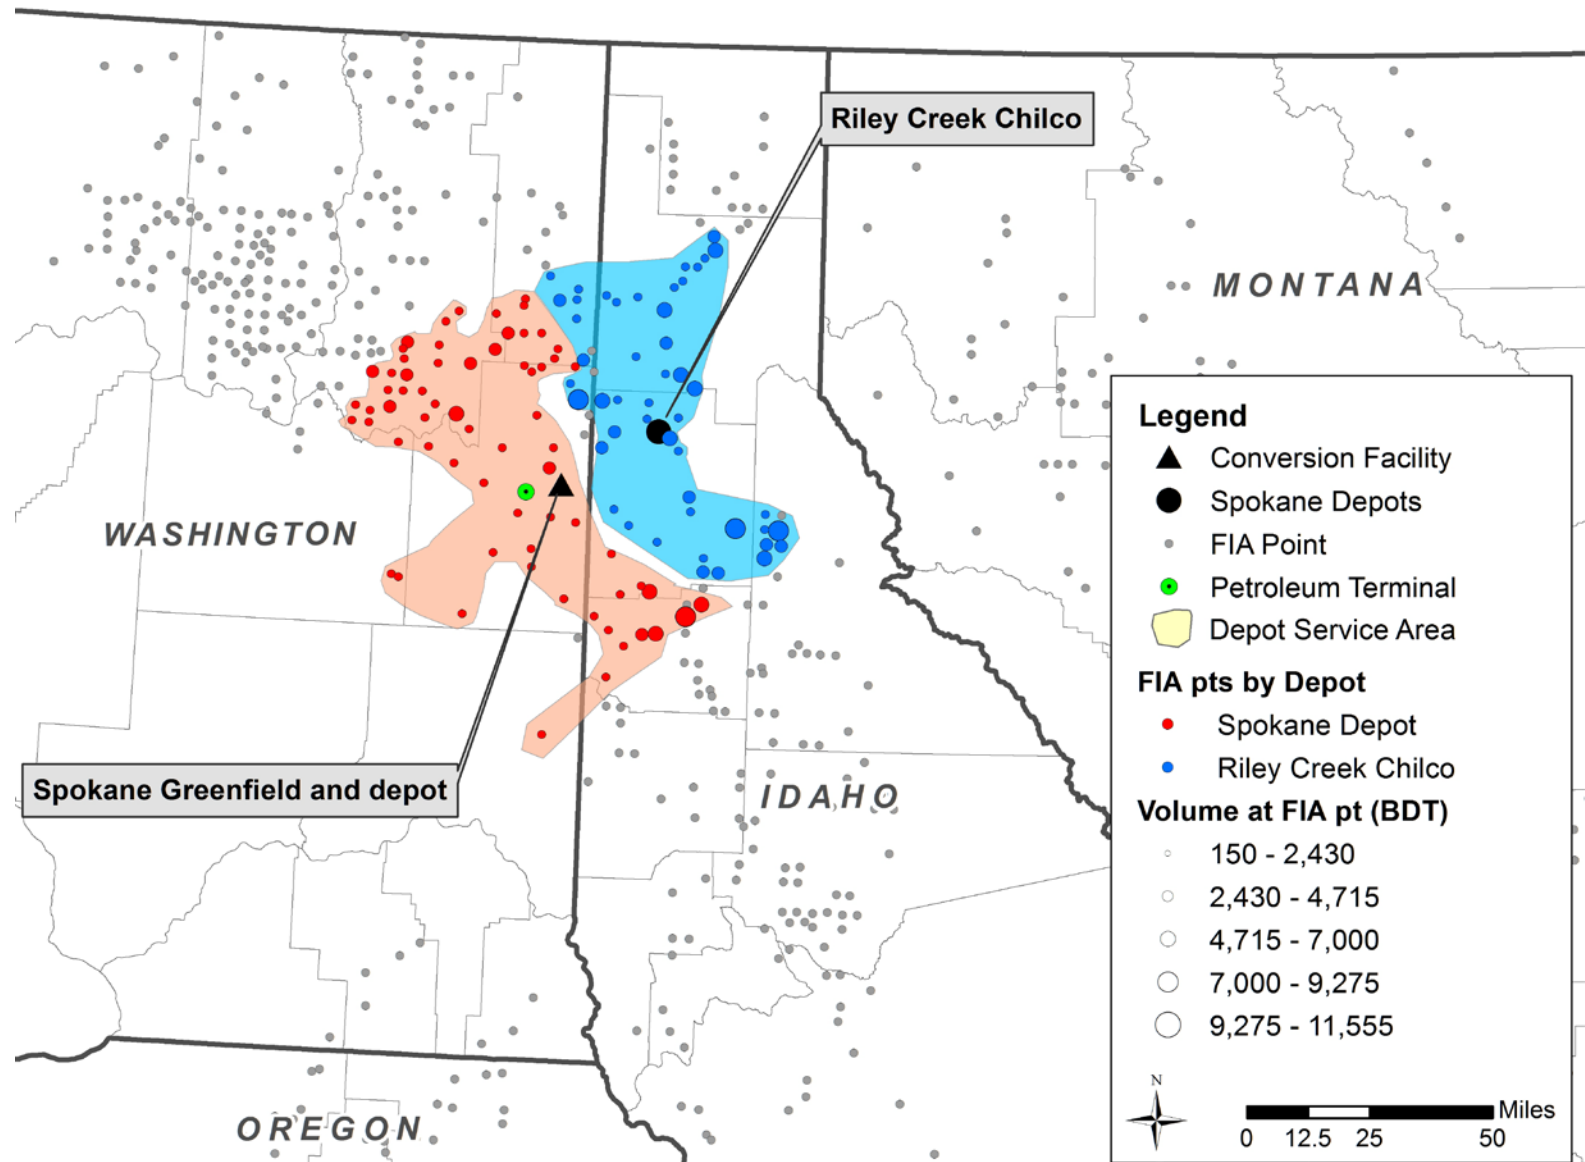 Riley Creek Chilco
MONTANA
WASHINGTON
Spokane Greenfield and depot
IDAHO
OREGON
Legend
Conversion Facility
Spokane Depots
FIA Point
Petroleum Terminal
Depot Service Area
FIA pts by Depot
Spokane Depot
Riley Creek Chilco
Volume at FIA pt (BDT)
150 - 2,430
2,430 - 4,715
4,715 - 7,000
7,000 - 9,275
9,275 - 11,555
N
Miles
0 12.5 25 50